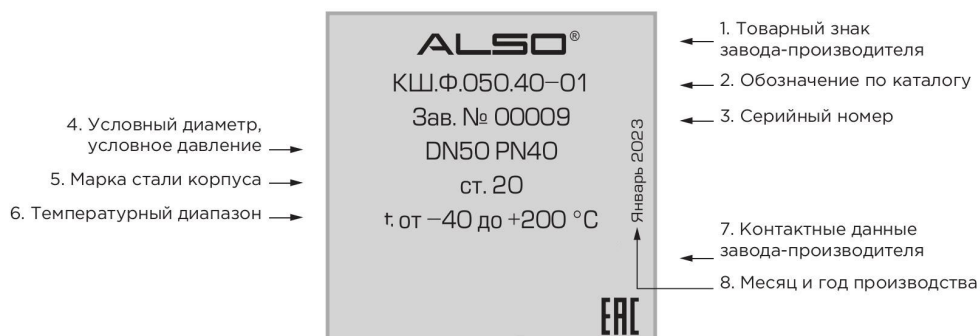 ALSO®
КШ.Ф.050.40–01
Зав. № 00009
DN50 PN40
ст. 20
t. от –40 до +200 °C
Январь 2023
EAC
1. Товарный знак
завода-производителя
2. Обозначение по каталогу
3. Серийный номер
4. Условный диаметр,
условное давление
5. Марка стали корпуса
6. Температурный диапазон
7. Контактные данные
завода-производителя
8. Месяц и год производства